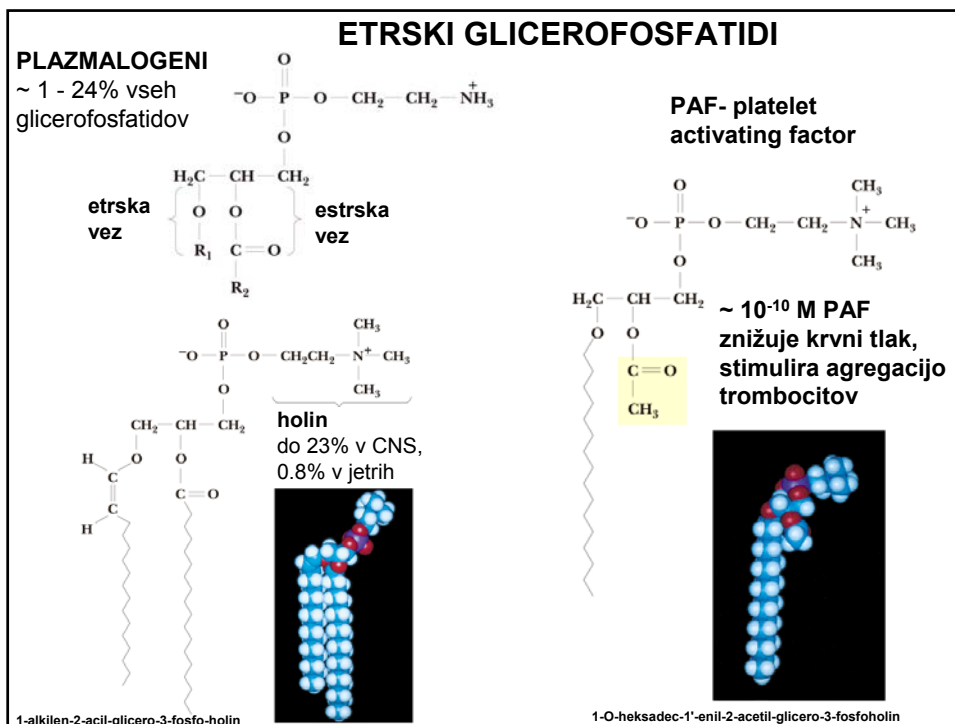 ETRSKI GLICEROFOSFATIDI
PLAZMALOGENI
~ 1 - 24% vseh
glicerofosfatidov
O
⁻O—P—O—CH₂—CH₂—NH₃⁺
O
H₂C—CH—CH₂
etrska
vez
O
O
estrska
vez
R₁
C=O
R₂
O
⁻O—P—O—CH₂CH₂—N⁺—CH₃
CH₃
CH₃
O
CH₂—CH—CH₂
holin
do 23% v CNS,
0.8% v jetrih
H
O
O
C
C=O
C
H
1-alkilen-2-acil-glicero-3-fosfo-holin
PAF- platelet
activating factor
O
CH₃
⁻O—P—O—CH₂—CH₂—N⁺—CH₃
CH₃
O
H₂C—CH—CH₂
O
O
C=O
CH₃
~ 10⁻¹⁰ M PAF
znižuje krvni tlak,
stimulira agregacijo
trombocitov
1-O-heksadec-1'-enil-2-acetil-glicero-3-fosfoholin